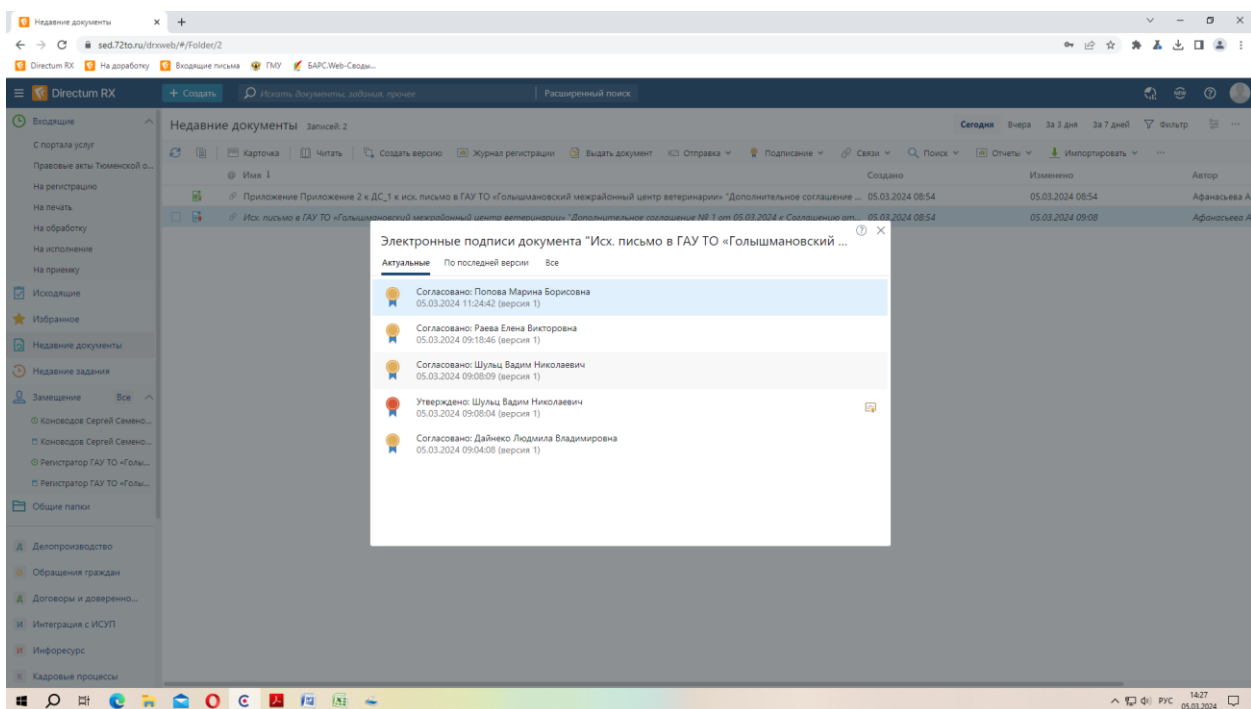 Недавние документы
sed.72to.ru/drxweb/#/Folder/2
Directum RX На доработку Входящие письма ГМУ БАРС.Web-Своды...
Directum RX + Создать Искать документы, задания, прочее Расширенный поиск
Входящие
С портала услуг
Правовые акты Тюменской о...
На регистрацию
На печать
На обработку
На исполнение
На приемку
Исходящие
Избранное
Недавние документы
Недавние задания
Замещение Все
Коноводов Сергей Семено...
Коноводов Сергей Семено...
Регистратор ГАУ ТО «Голы...
Регистратор ГАУ ТО «Голы...
Общие папки
Делопроизводство
Обращения граждан
Договоры и доверенно...
Интеграция с ИСУП
Инфоресурс
Кадровые процессы
Недавние документы Записей: 2 Сегодня Вчера За 3 дня За 7 дней Фильтр
Карточка Читать Создать версию Журнал регистрации Выдать документ Отправка Подписание Связи Поиск Отчеты Импортировать ...
Имя Создано Изменено Автор
Приложение Приложение 2 к ДС_1 к исх. письмо в ГАУ ТО «Голышмановский межрайонный центр ветеринарии» "Дополнительное соглашение ... 05.03.2024 08:54 05.03.2024 08:54 Афанасьева А
Исх. письмо в ГАУ ТО «Голышмановский межрайонный центр ветеринарии» "Дополнительное соглашение № 1 от 05.03.2024 к Соглашению от... 05.03.2024 08:54 05.03.2024 09:08 Афанасьева А
Электронные подписи документа "Исх. письмо в ГАУ ТО «Голышмановский ...
Актуальные По последней версии Все
Согласовано: Попова Марина Борисовна
05.03.2024 11:24:42 (версия 1)
Согласовано: Раева Елена Викторовна
05.03.2024 09:18:46 (версия 1)
Согласовано: Шульц Вадим Николаевич
05.03.2024 09:08:09 (версия 1)
Утверждено: Шульц Вадим Николаевич
05.03.2024 09:08:04 (версия 1)
Согласовано: Дайнеко Людмила Владимировна
05.03.2024 09:04:08 (версия 1)
РУС 14:27
05.03.2024